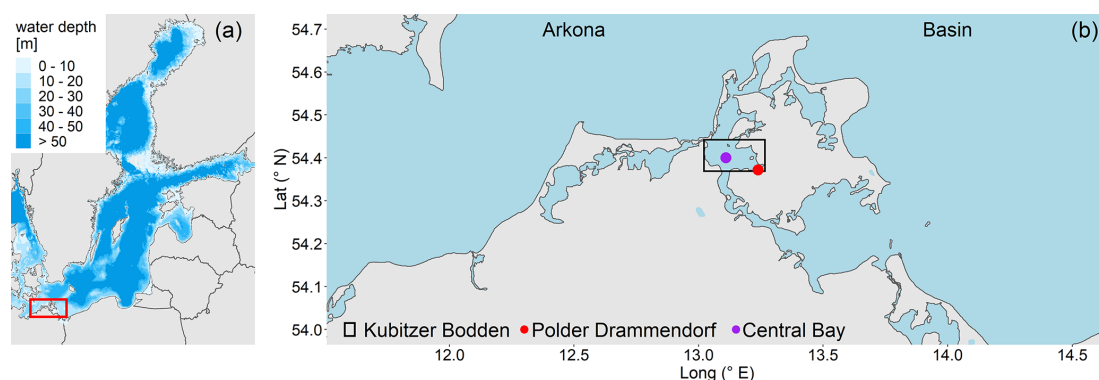 water depth
[m]
0 - 10
10 - 20
20 - 30
30 - 40
40 - 50
> 50
(a)
Arkona
Basin
(b)
54.7
54.6
54.5
54.4
54.3
54.2
54.1
54.0
Lat (° N)
Kubitzer Bodden
Polder Drammendorf
Central Bay
12.0
12.5
13.0
13.5
14.0
14.5
Long (° E)